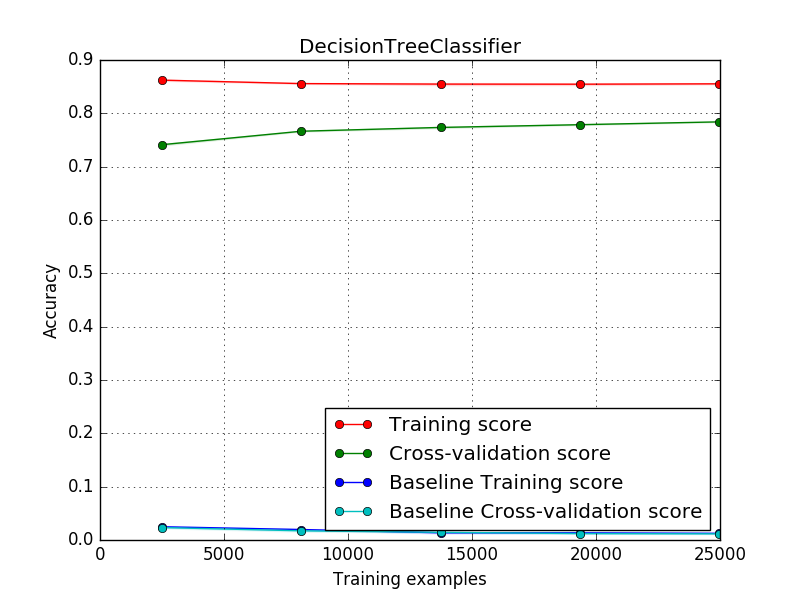 DecisionTreeClassifier
0.9
0.8
0.7
0.6
0.5
0.4
0.3
0.2
0.1
0.0
Accuracy
Training score
Cross-validation score
Baseline Training score
Baseline Cross-validation score
0 5000 10000 15000 20000 25000
Training examples